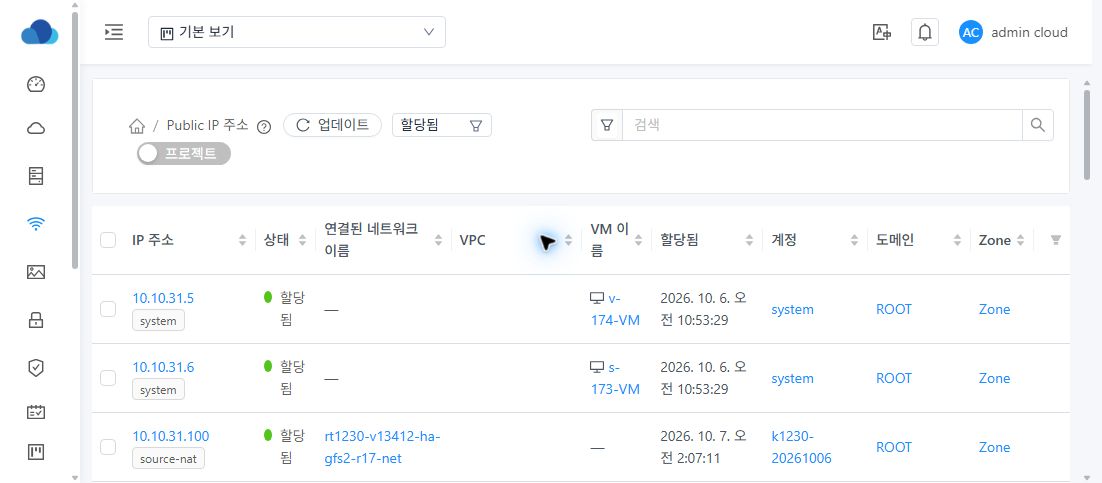 기본 보기
AC admin cloud
/ Public IP 주소 업데이트 할당됨 검색
프로젝트
IP 주소 상태 연결된 네트워크 이름 VPC VM 이름 할당됨 계정 도메인 Zone
10.10.31.5 할당됨 — v-174-VM 2026. 10. 6. 오전 10:53:29 system ROOT Zone
system
10.10.31.6 할당됨 — s-173-VM 2026. 10. 6. 오전 10:53:29 system ROOT Zone
system
10.10.31.100 할당됨 rt1230-v13412-ha-gfs2-r17-net — 2026. 10. 7. 오전 2:07:11 k1230-20261006 ROOT Zone
source-nat